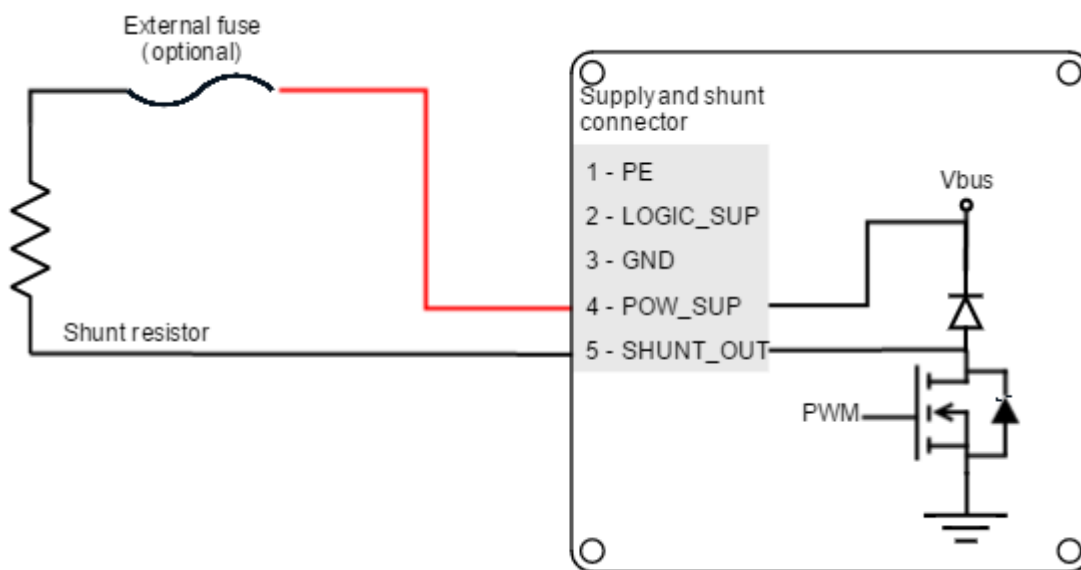 External fuse
(optional)
Supply and shunt
connector
1 - PE
2 - LOGIC_SUP
3 - GND
4 - POW_SUP
5 - SHUNT_OUT
Vbus
Shunt resistor
PWM